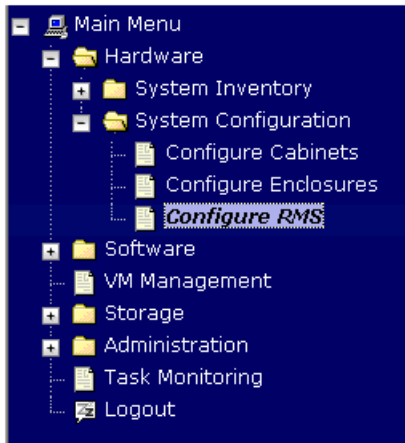 Main Menu
Hardware
System Inventory
System Configuration
Configure Cabinets
Configure Enclosures
Configure RMS
Software
VM Management
Storage
Administration
Task Monitoring
Logout